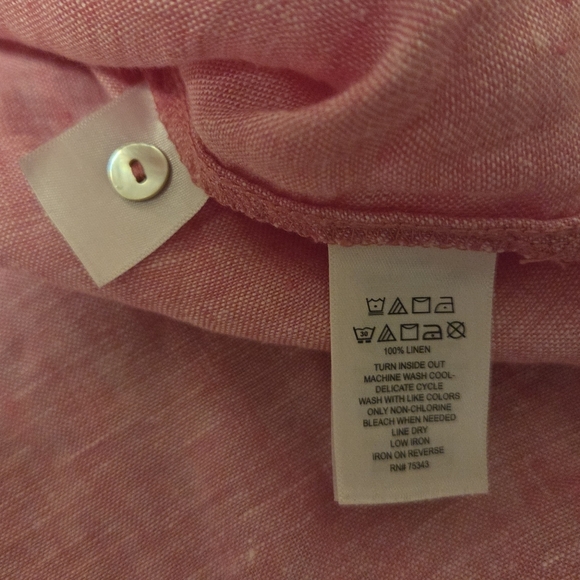 30
100% LINEN
TURN INSIDE OUT
MACHINE WASH COOL-
DELICATE CYCLE
WASH WITH LIKE COLORS
ONLY NON-CHLORINE
BLEACH WHEN NEEDED
LINE DRY
LOW IRON
IRON ON REVERSE
RN# 75343